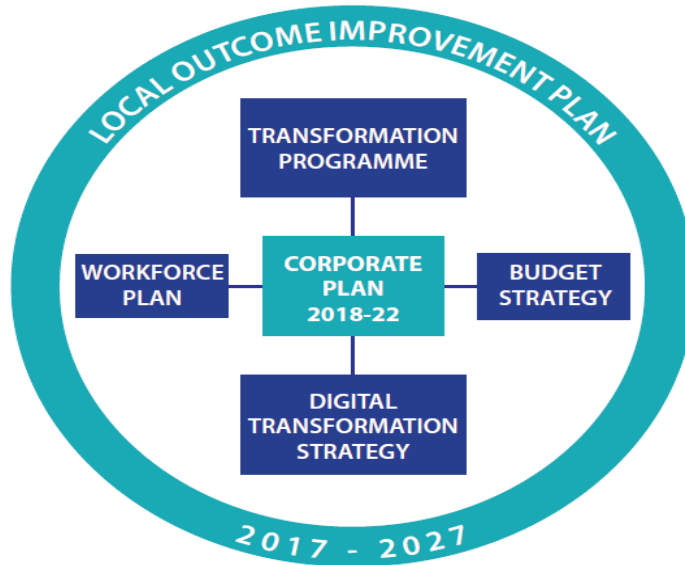 LOCAL OUTCOME IMPROVEMENT PLAN
TRANSFORMATION
PROGRAMME
WORKFORCE
PLAN
CORPORATE
PLAN
2018-22
BUDGET
STRATEGY
DIGITAL
TRANSFORMATION
STRATEGY
2017 - 2027